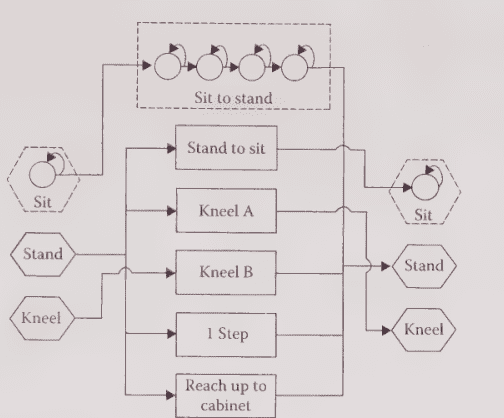 Sit to stand
Stand to sit
Sit
Sit
Kneel A
Stand
Kneel B
Stand
Kneel
1 Step
Kneel
Reach up to
cabinet